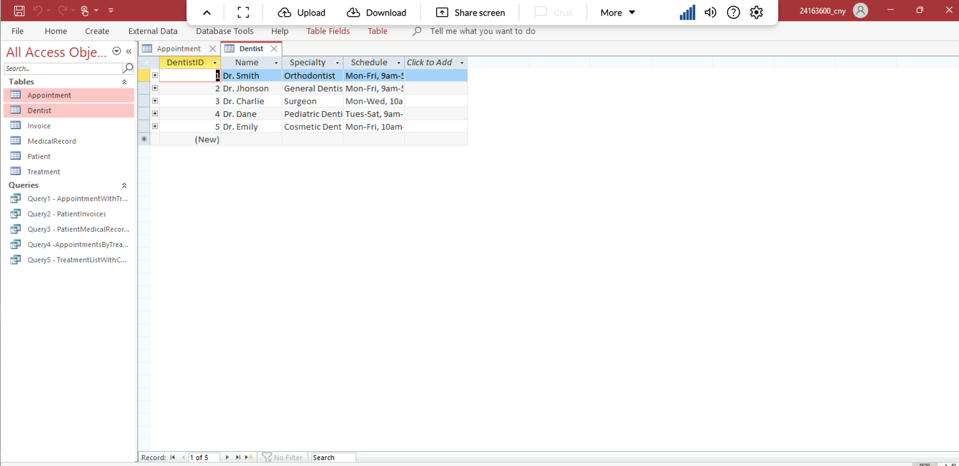 Upload
Download
Share screen
Chat
More
24163600_cny
File
Home
Create
External Data
Database Tools
Help
Table Fields
Table
Tell me what you want to do
All Access Obje...
Search...
Tables
Appointment
Dentist
Invoice
MedicalRecord
Patient
Treatment
Queries
Query1 - AppointmentWithTr...
Query2 - PatientInvoices
Query3 - PatientMedicalRecor...
Query4 -AppointmentsByTrea...
Query5 - TreatmentListWithC...
Appointment
Dentist
DentistID Name Specialty Schedule Click to Add
1 Dr. Smith Orthodontist Mon-Fri, 9am-5
2 Dr. Jhonson General Dentis Mon-Fri, 9am-5
3 Dr. Charlie Surgeon Mon-Wed, 10a
4 Dr. Dane Pediatric Denti Tues-Sat, 9am-
5 Dr. Emily Cosmetic Dent Mon-Fri, 10am-
(New)
Record: 1 of 5 No Filter Search